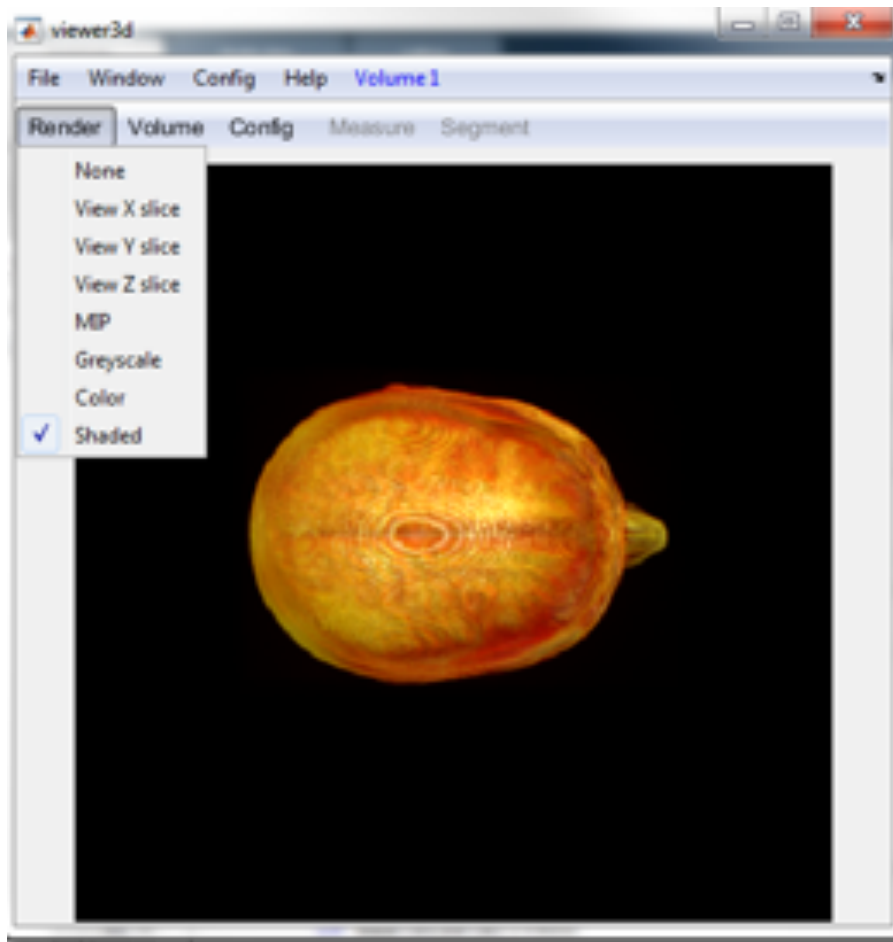 viewer3d
File Window Config Help Volume 1
Render Volume Config Measure Segment
None
View X slice
View Y slice
View Z slice
MIP
Greyscale
Color
Shaded